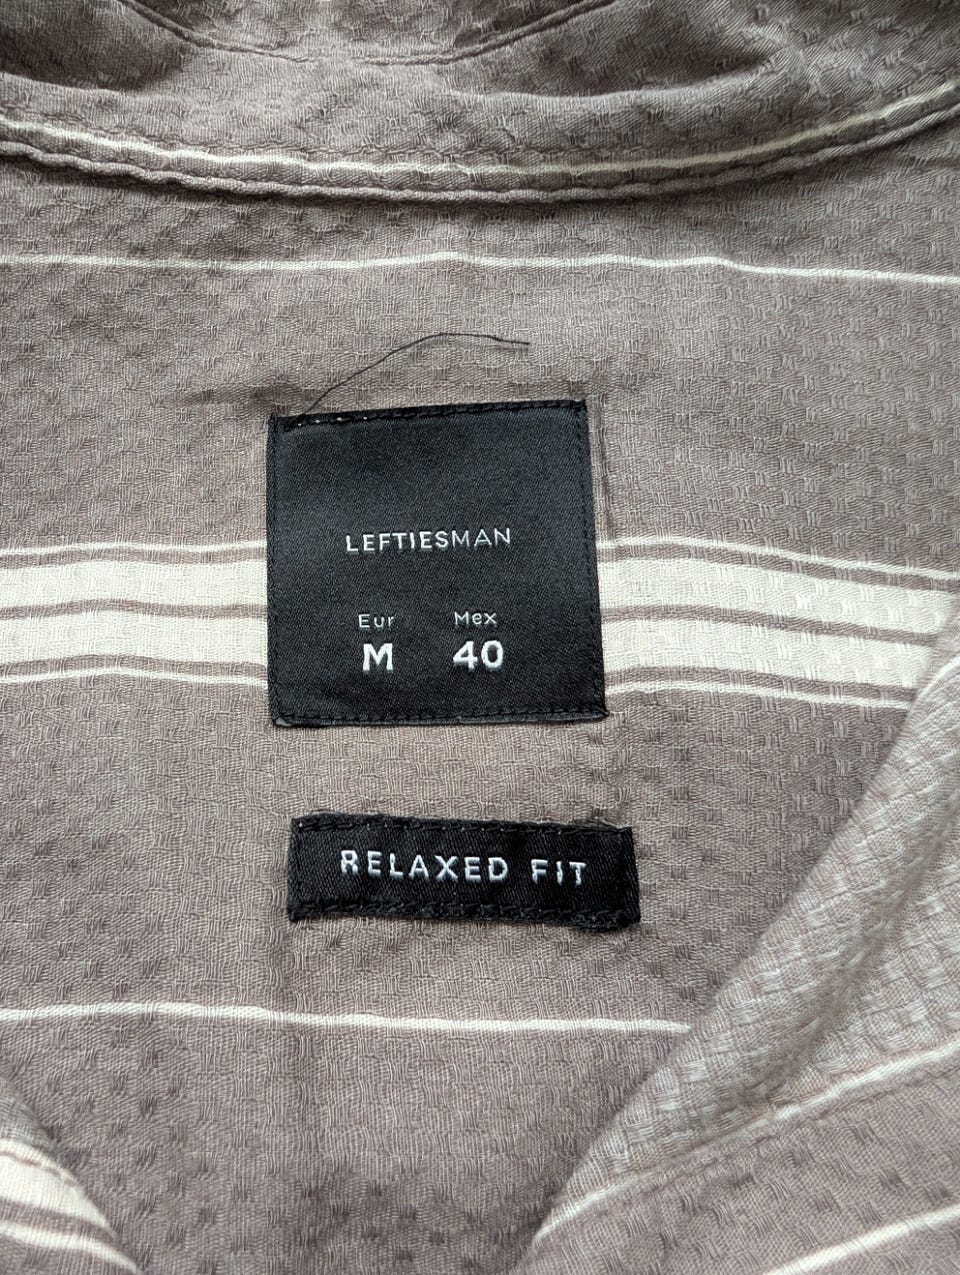 LEFTIESMAN
Eur Mex
M 40
RELAXED FIT